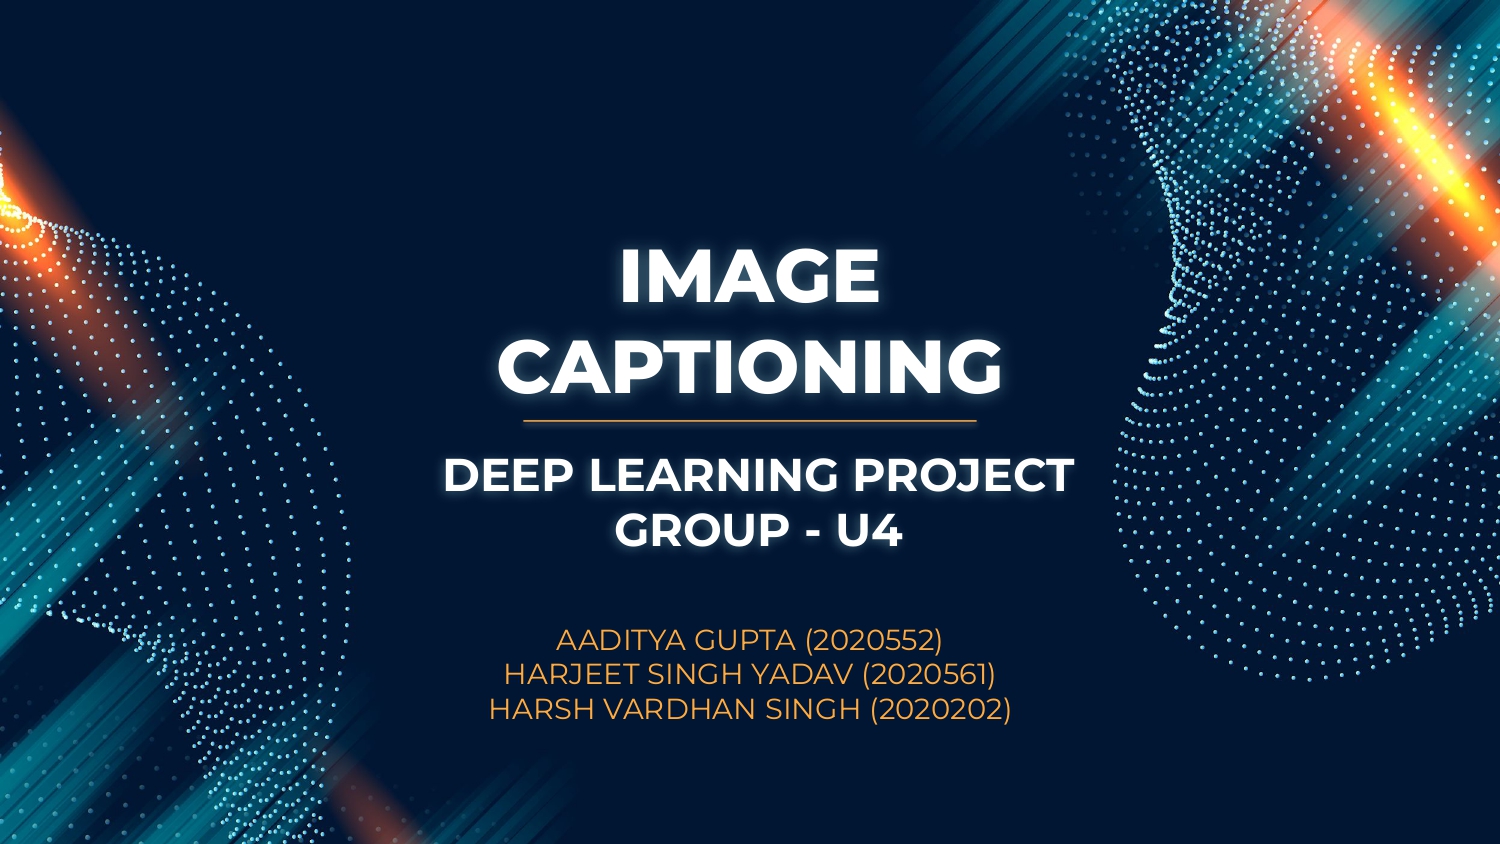 IMAGE
CAPTIONING
DEEP LEARNING PROJECT
GROUP - U4
AADITYA GUPTA (2020552)
HARJEET SINGH YADAV (2020561)
HARSH VARDHAN SINGH (2020202)